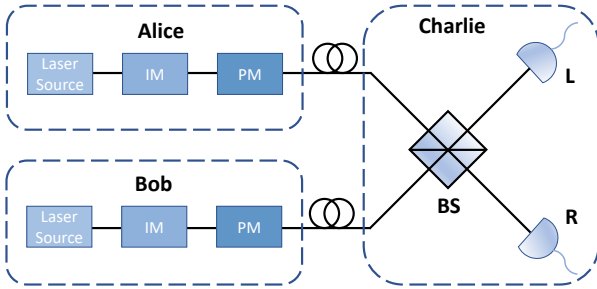 Alice
Laser
Source
IM
PM
Bob
Laser
Source
IM
PM
Charlie
L
BS
R